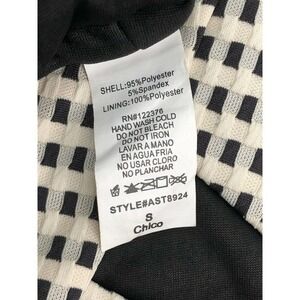 SHELL:95%Polyester
5%Spandex
LINING:100%Polyester
RN#122376
HAND WASH COLD
DO NOT BLEACH
DO NOT IRON
LAVAR A MANO
EN AGUA FRIA
NO USAR CLORO
NO PLANCHAR
STYLE#AST8924
S
Chico